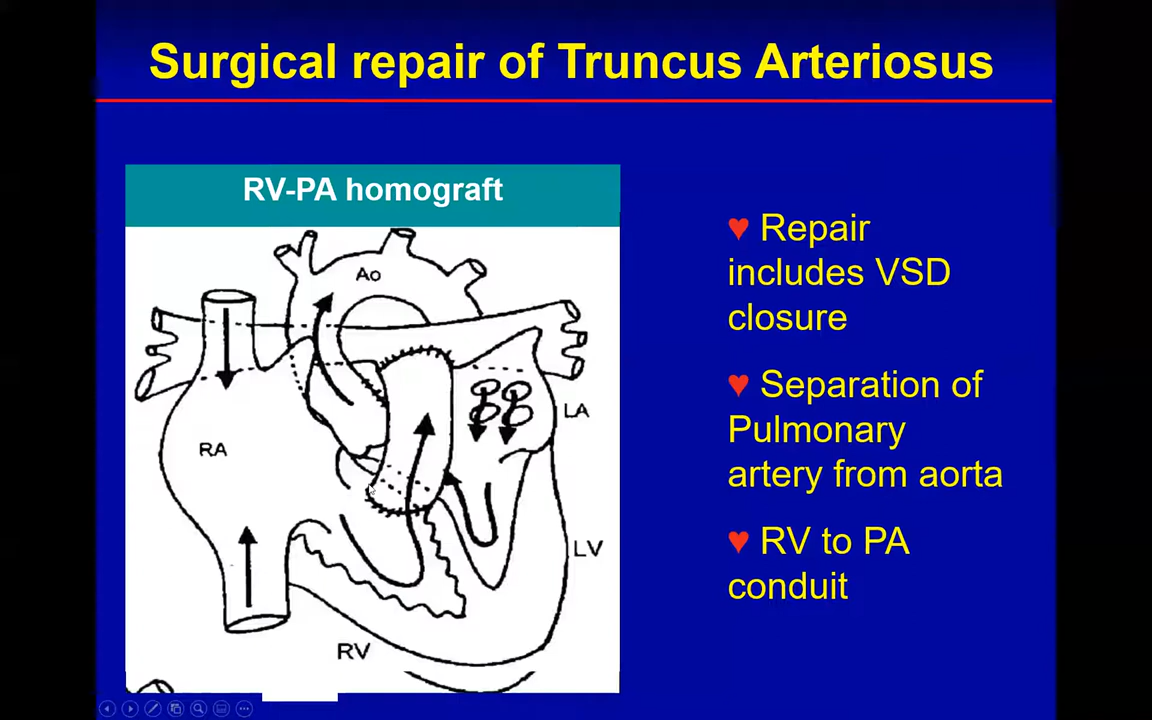 Surgical repair of Truncus Arteriosus
RV-PA homograft
Ao
RA
LA
LV
RV
♥ Repair
includes VSD
closure
♥ Separation of
Pulmonary
artery from aorta
♥ RV to PA
conduit